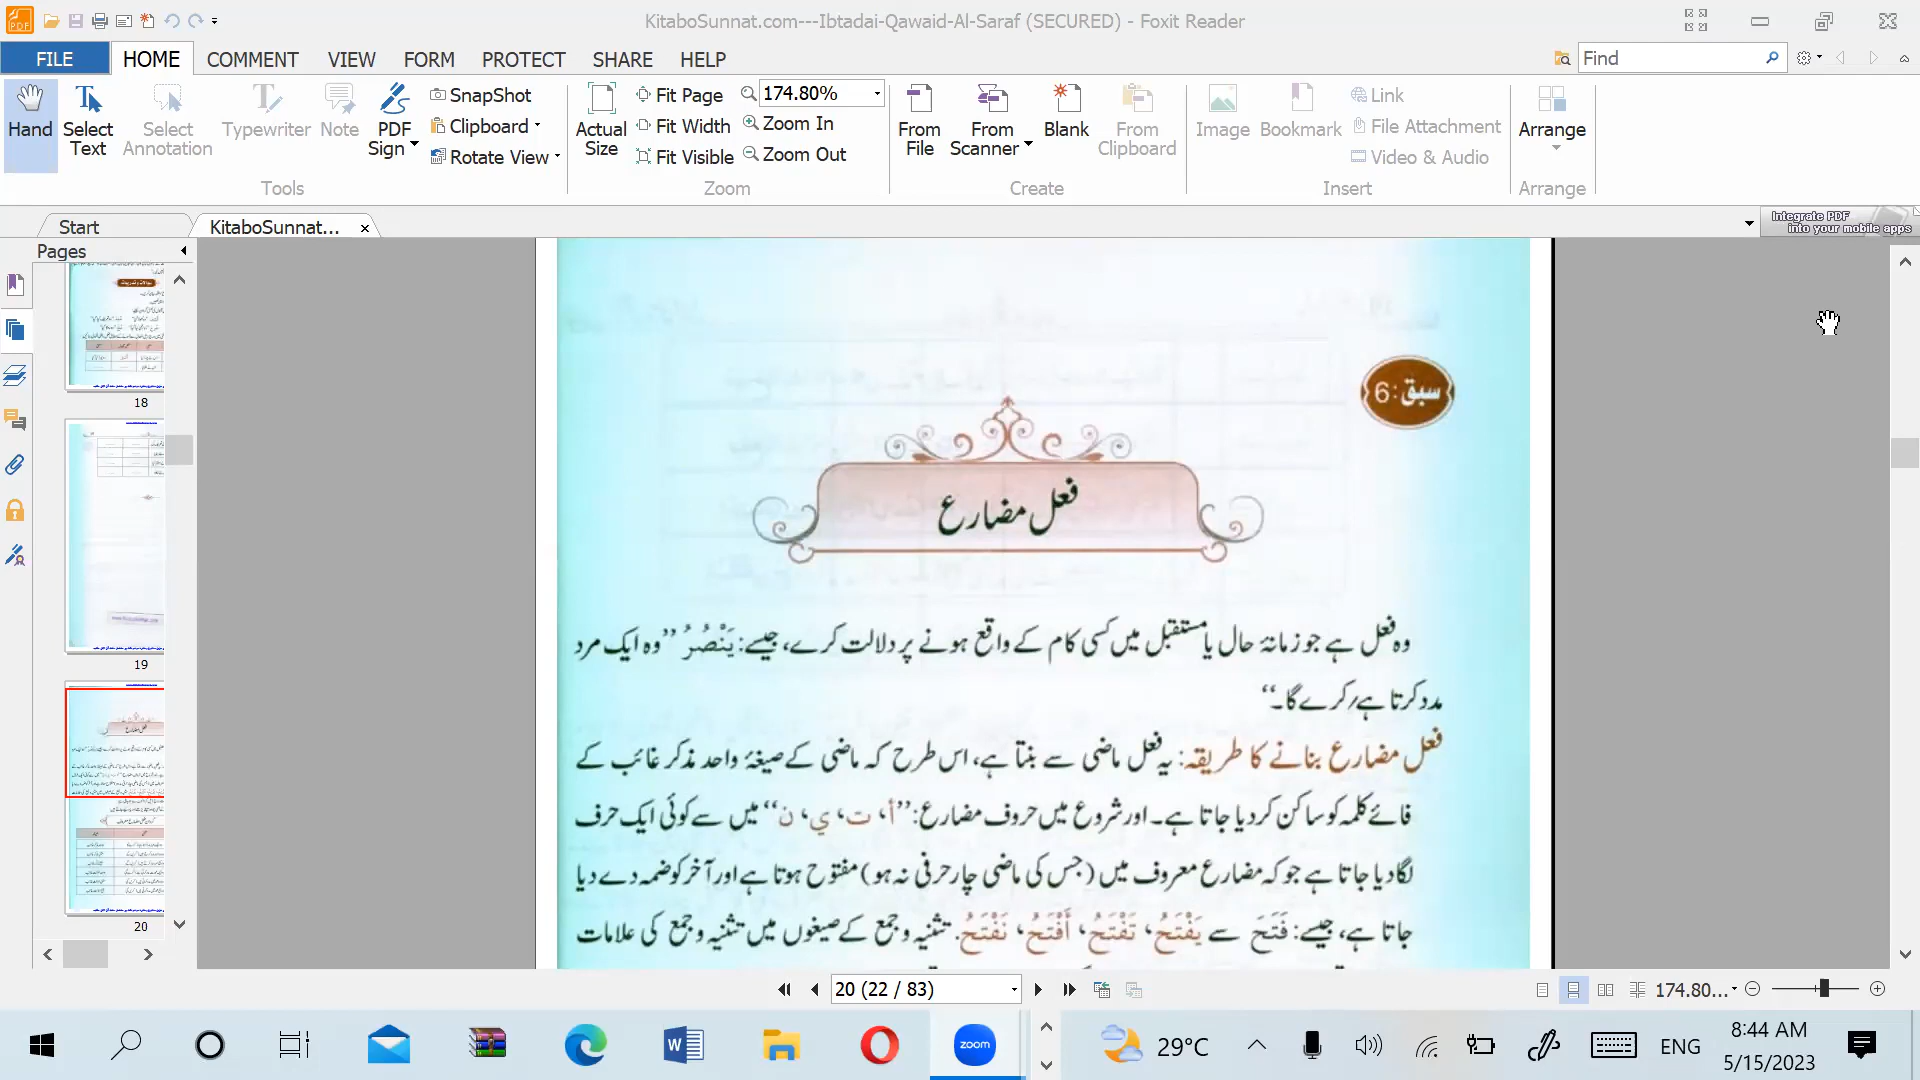 KitaboSunnat.com---Ibtadai-Qawaid-Al-Saraf (SECURED) - Foxit Reader
FILE HOME COMMENT VIEW FORM PROTECT SHARE HELP
Find
Hand
Select Text
Select Annotation
Typewriter
Note
PDF Sign
SnapShot
Clipboard
Rotate View
Tools
Actual Size
Fit Page
Fit Width
Fit Visible
174.80%
Zoom In
Zoom Out
Zoom
From File
From Scanner
Blank
From Clipboard
Create
Image
Bookmark
Link
File Attachment
Video & Audio
Insert
Arrange
Arrange
Start
KitaboSunnat...
Integrate PDF
into your mobile apps
Pages
18
19
20
سبق:6
فعل مضارع
وہ فعل ہے جو زمانۂ حال یا مستقبل میں کسی کام کے واقع ہونے پر دلالت کرے، جیسے: يَنْصُرُ ’’وہ ایک مرد
مدد کرتا ہے/کرے گا۔‘‘
فعل مضارع بنانے کا طریقہ: یہ فعل ماضی سے بنتا ہے، اس طرح کہ ماضی کے صیغۂ واحد مذکر غائب کے
فائے کلمہ کو ساکن کر دیا جاتا ہے۔ اور شروع میں حروف مضارع: ’’أ، ت، ي، ن‘‘ میں سے کوئی ایک حرف
لگا دیا جاتا ہے جو کہ مضارع معروف میں (جس کی ماضی چار حرفی نہ ہو) مفتوح ہوتا ہے اور آخر کو ضمہ دے دیا
جاتا ہے، جیسے: فَتَحَ سے يَفْتَحُ، تَفْتَحُ، أَفْتَحُ، نَفْتَحُ. تثنیہ و جمع کے صیغوں میں تثنیہ و جمع کی علامات
20 (22 / 83)
174.80...
zoom
29°C
ENG
8:44 AM
5/15/2023